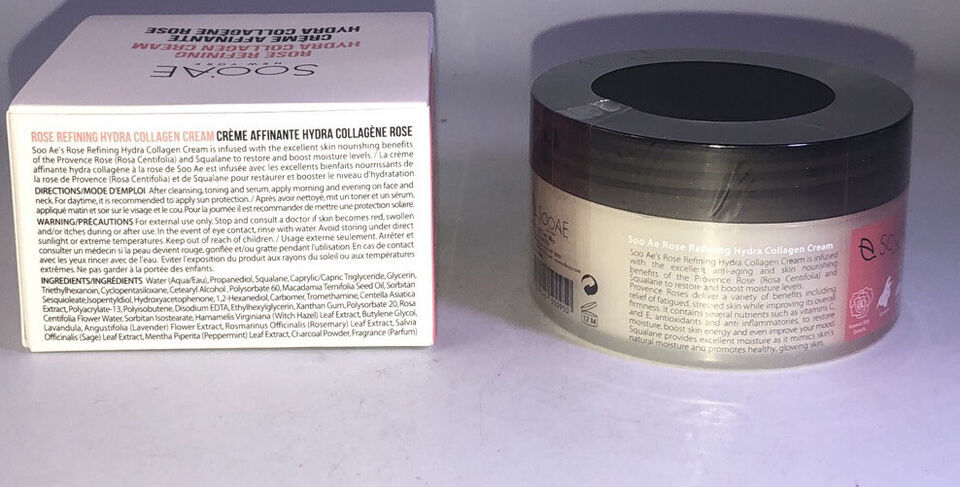 ROSE REFINING
HYDRA COLLAGEN CREAM
CRÈME AFFINANTE
HYDRA COLLAGÈNE ROSE
SOOAE
NEW YORK
ROSE REFINING HYDRA COLLAGEN CREAM CRÈME AFFINANTE HYDRA COLLAGÈNE ROSE
Soo Ae's Rose Refining Hydra Collagen Cream is infused with the excellent skin nourishing benefits
of the Provence Rose (Rosa Centifolia) and Squalane to restore and boost moisture levels. / La crème
affinante hydra collagène à la rose de Soo Ae est infusée avec les excellents bienfaits nourrissants de
la rose de Provence (Rosa Centifolia) et de Squalane pour restaurer et booster le niveau d'hydratation
DIRECTIONS/MODE D'EMPLOI After cleansing, toning and serum, apply morning and evening on face and
neck. For daytime, it is recommended to apply sun protection. / Après avoir nettoyé, mit un toner et un sérum,
appliqué matin et soir sur le visage et le cou. Pour la journée il est recommander de mettre une protection solaire.
WARNING/PRÉCAUTIONS For external use only. Stop and consult a doctor if skin becomes red, swollen
and/or itches during or after use. In the event of eye contact, rinse with water. Avoid storing under direct
sunlight or extreme temperatures. Keep out of reach of children. / Usage externe seulement. Arrêter et
consulter un médecin si la peau devient rouge, gonflée et/ou gratte pendant l'utilisation. En cas de contact
avec les yeux rincer avec de l'eau. Eviter l'exposition du produit aux rayons du soleil ou aux températures
extrêmes. Ne pas garder à la portée des enfants.
INGREDIENTS/INGRÉDIENTS Water (Aqua/Eau), Propanediol, Squalane, Caprylic/Capric Triglyceride, Glycerin,
Triethylhexanoin, Cyclopentasiloxane, Cetearyl Alcohol, Polysorbate 60, Macadamia Ternifolia Seed Oil, Sorbitan
Sesquioleate, Isopentyldiol, Hydroxyacetophenone, 1,2-Hexanediol, Carbomer, Tromethamine, Centella Asiatica
Extract, Polyacrylate-13, Polyisobutene, Disodium EDTA, Ethylhexylglycerin, Xanthan Gum, Polysorbate 20, Rosa
Centifolia Flower Water, Sorbitan Isostearate, Hamamelis Virginiana (Witch Hazel) Leaf Extract, Butylene Glycol,
Lavandula, Angustifolia (Lavender) Flower Extract, Rosmarinus Officinalis (Rosemary) Leaf Extract, Salvia
Officinalis (Sage) Leaf Extract, Mentha Piperita (Peppermint) Leaf Extract, Charcoal Powder, Fragrance (Parfum)
SOOAE
12 M
Soo Ae Rose Refining Hydra Collagen Cream
Soo Ae's Rose Refining Hydra Collagen Cream is infused
with the excellent anti-aging and skin nourishing
benefits of the Provence Rose (Rosa Centifolia) and
Squalane to restore and boost moisture levels.
Provence Roses deliver a variety of benefits including
relief of fatigued, stressed skin while improving its overall
firmness. It contains several nutrients such as vitamins C
and E, antioxidants and anti inflammatories, to restore
moisture, boost skin energy and even improve your mood.
Squalane provides excellent moisture as it mimics skin's
natural moisture and promotes healthy, glowing skin.